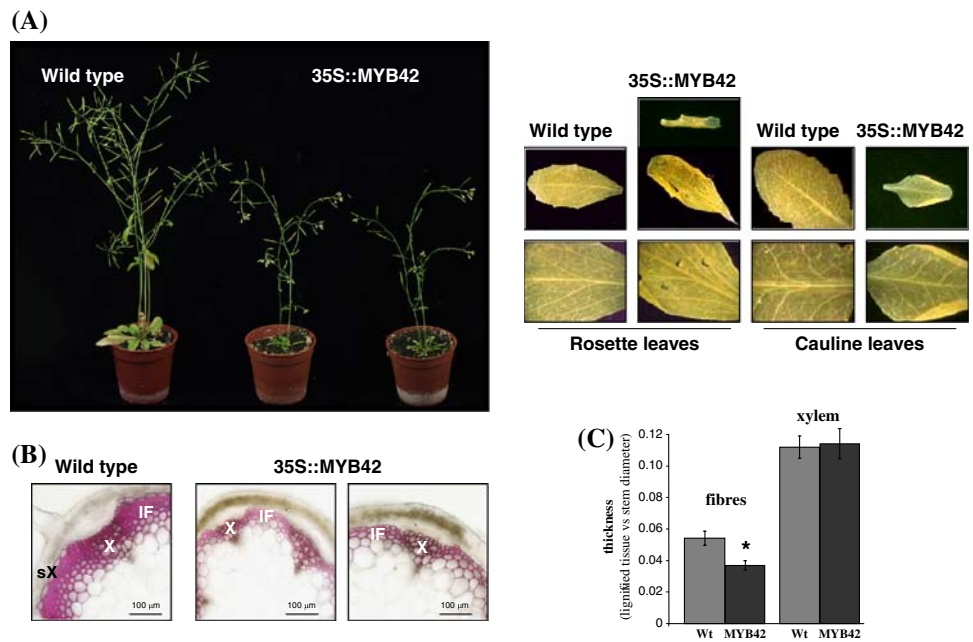 (A)
Wild type
35S::MYB42
35S::MYB42
Wild type
Wild type
35S::MYB42
Rosette leaves
Cauline leaves
(B)
Wild type
35S::MYB42
IF
X
sX
100 µm
IF
X
100 µm
IF
X
100 µm
(C)
xylem
fibres
*
thickness
(lignified tissue vs stem diameter)
0.12
0.10
0.08
0.06
0.04
0.02
0
Wt
MYB42
Wt
MYB42